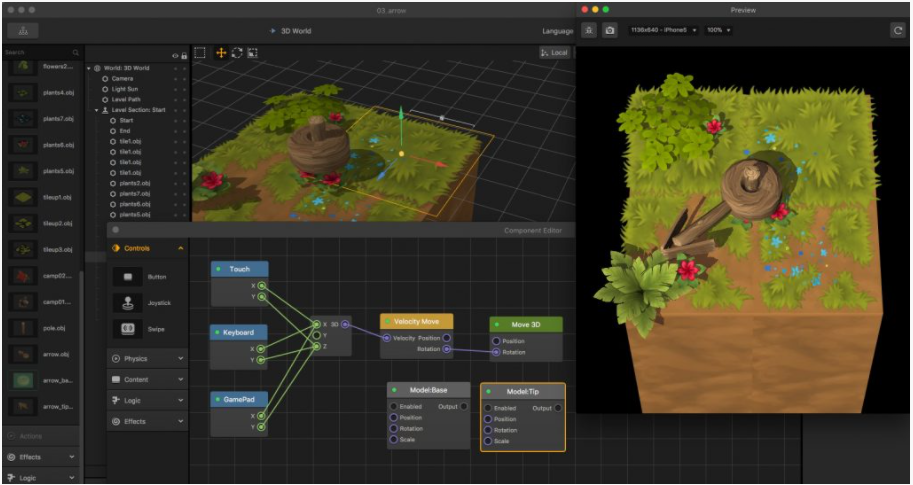 03. arrow
Preview
3D World
Language
1136x640 - iPhone5
100%
Search
Local
flowers2...
plants4.obj
plants7.obj
plants6.obj
plants5.obj
tileup1.obj
tileup2.obj
tileup3.obj
camp02....
camp01....
pole.obj
arrow.obj
arrow_ba...
arrow_tip...
Actions
Effects
Logic
World: 3D World
Camera
Light Sun
Level Path
Level Section: Start
Start
End
tile1.obj
tile1.obj
tile1.obj
tile1.obj
plants2.obj
plants7.obj
plants6.obj
plants5.obj
Component Editor
Controls
Button
Joystick
Swipe
Physics
Content
Logic
Effects
Touch
X
Y
Keyboard
X
Y
GamePad
X
Y
X 3D
Y
Z
Velocity Move
Velocity Position
Rotation
Move 3D
Position
Rotation
Model:Base
Enabled Output
Position
Rotation
Scale
Model:Tip
Enabled Output
Position
Rotation
Scale